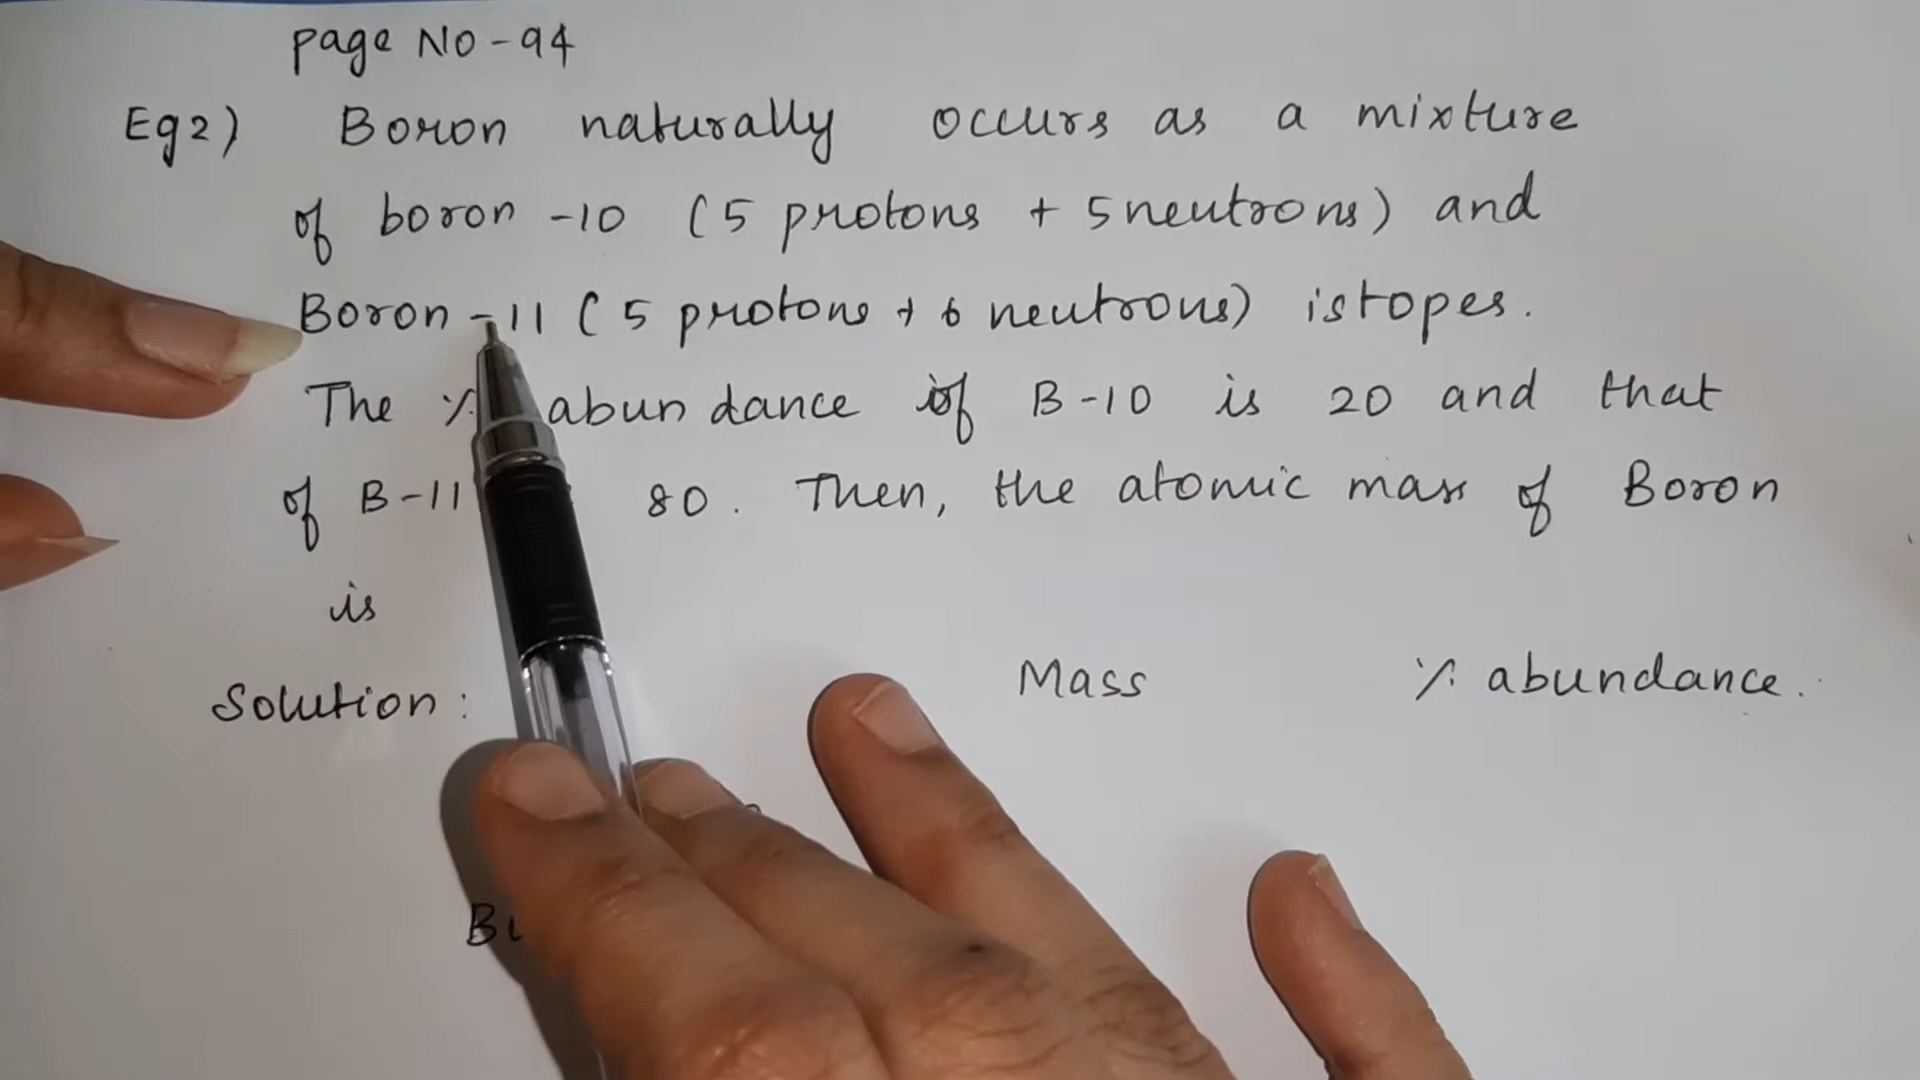 page No - 94
Eg 2) Boron naturally occurs as a mixture
of boron - 10 (5 protons + 5 neutrons) and
Boron - 11 (5 protons + 6 neutrons) istopes.
The % abundance of B - 10 is 20 and that
of B - 11 80. Then, the atomic mass of Boron
is
Solution: Mass % abundance.